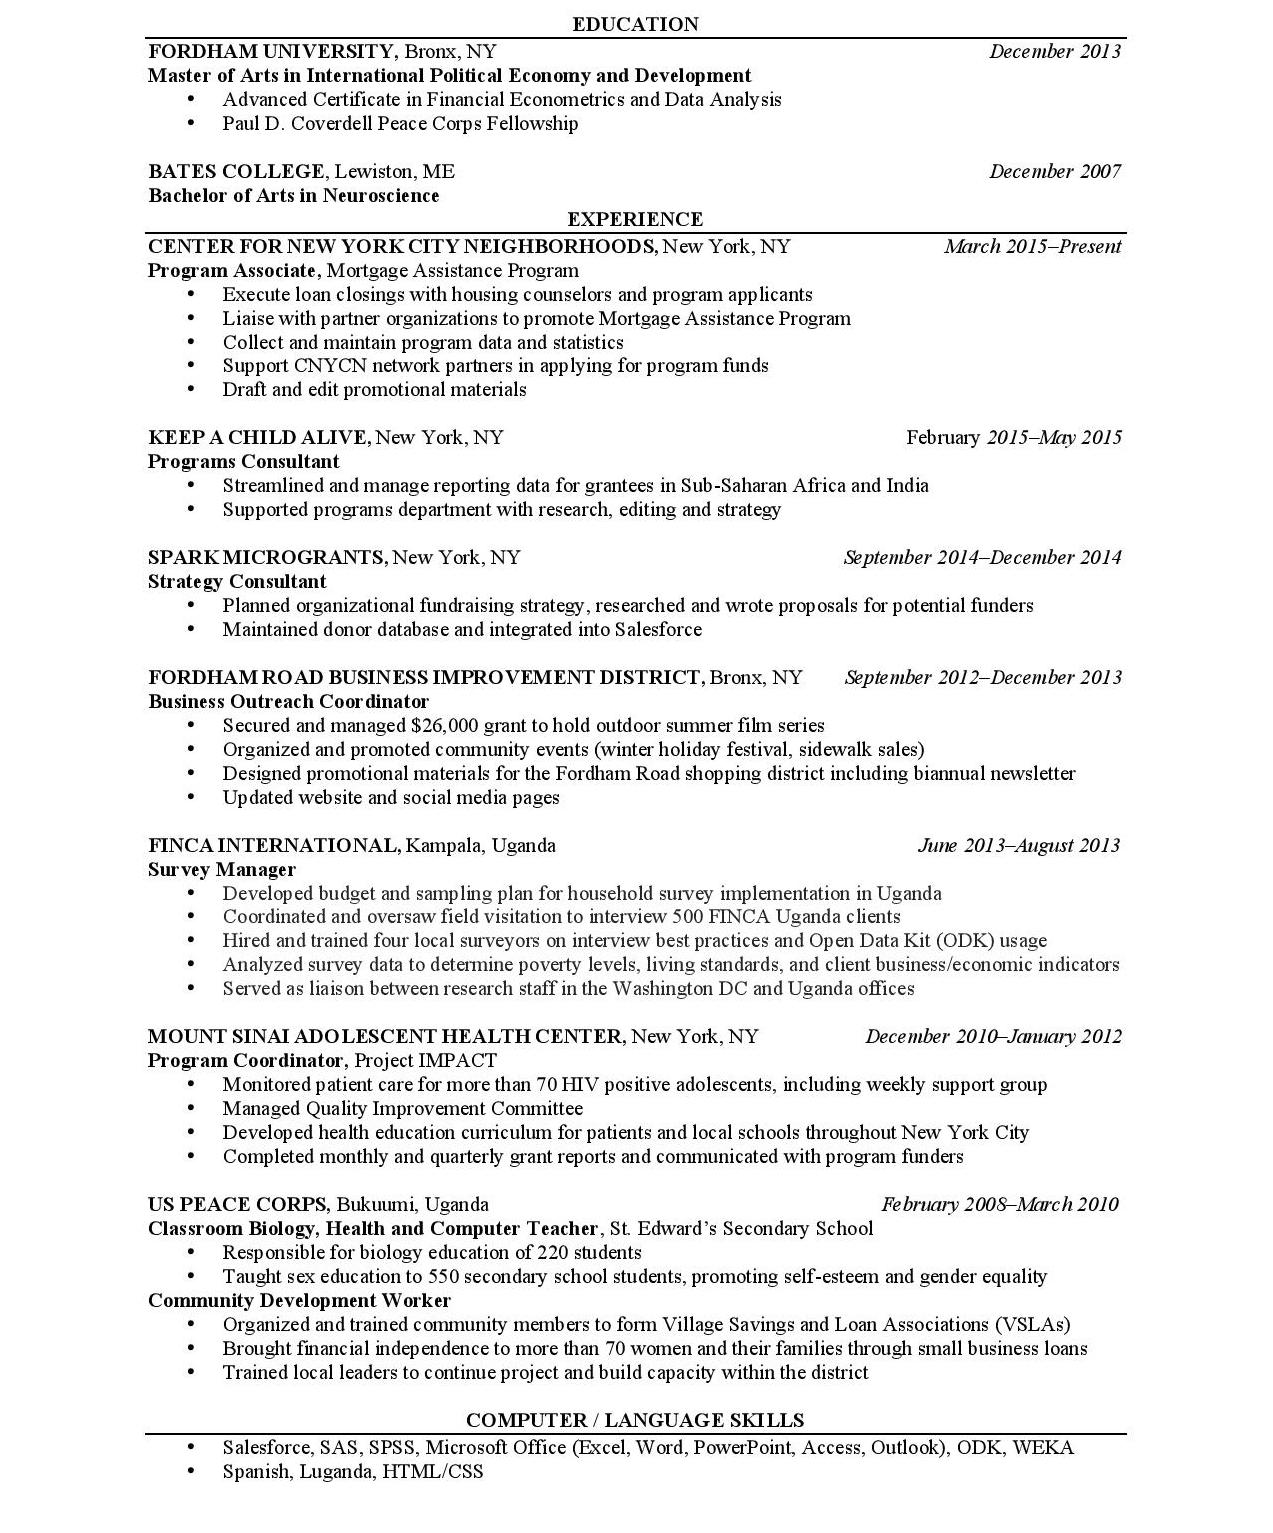 EDUCATION
FORDHAM UNIVERSITY, Bronx, NY December 2013
Master of Arts in International Political Economy and Development
• Advanced Certificate in Financial Econometrics and Data Analysis
• Paul D. Coverdell Peace Corps Fellowship
BATES COLLEGE, Lewiston, ME December 2007
Bachelor of Arts in Neuroscience
EXPERIENCE
CENTER FOR NEW YORK CITY NEIGHBORHOODS, New York, NY March 2015–Present
Program Associate, Mortgage Assistance Program
• Execute loan closings with housing counselors and program applicants
• Liaise with partner organizations to promote Mortgage Assistance Program
• Collect and maintain program data and statistics
• Support CNYCN network partners in applying for program funds
• Draft and edit promotional materials
KEEP A CHILD ALIVE, New York, NY February 2015–May 2015
Programs Consultant
• Streamlined and manage reporting data for grantees in Sub-Saharan Africa and India
• Supported programs department with research, editing and strategy
SPARK MICROGRANTS, New York, NY September 2014–December 2014
Strategy Consultant
• Planned organizational fundraising strategy, researched and wrote proposals for potential funders
• Maintained donor database and integrated into Salesforce
FORDHAM ROAD BUSINESS IMPROVEMENT DISTRICT, Bronx, NY September 2012–December 2013
Business Outreach Coordinator
• Secured and managed $26,000 grant to hold outdoor summer film series
• Organized and promoted community events (winter holiday festival, sidewalk sales)
• Designed promotional materials for the Fordham Road shopping district including biannual newsletter
• Updated website and social media pages
FINCA INTERNATIONAL, Kampala, Uganda June 2013–August 2013
Survey Manager
• Developed budget and sampling plan for household survey implementation in Uganda
• Coordinated and oversaw field visitation to interview 500 FINCA Uganda clients
• Hired and trained four local surveyors on interview best practices and Open Data Kit (ODK) usage
• Analyzed survey data to determine poverty levels, living standards, and client business/economic indicators
• Served as liaison between research staff in the Washington DC and Uganda offices
MOUNT SINAI ADOLESCENT HEALTH CENTER, New York, NY December 2010–January 2012
Program Coordinator, Project IMPACT
• Monitored patient care for more than 70 HIV positive adolescents, including weekly support group
• Managed Quality Improvement Committee
• Developed health education curriculum for patients and local schools throughout New York City
• Completed monthly and quarterly grant reports and communicated with program funders
US PEACE CORPS, Bukuumi, Uganda February 2008–March 2010
Classroom Biology, Health and Computer Teacher, St. Edward’s Secondary School
• Responsible for biology education of 220 students
• Taught sex education to 550 secondary school students, promoting self-esteem and gender equality
Community Development Worker
• Organized and trained community members to form Village Savings and Loan Associations (VSLAs)
• Brought financial independence to more than 70 women and their families through small business loans
• Trained local leaders to continue project and build capacity within the district
COMPUTER / LANGUAGE SKILLS
• Salesforce, SAS, SPSS, Microsoft Office (Excel, Word, PowerPoint, Access, Outlook), ODK, WEKA
• Spanish, Luganda, HTML/CSS